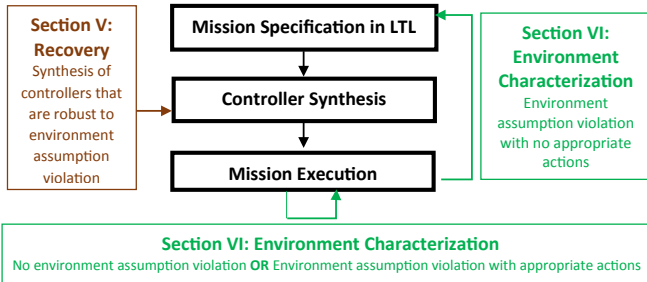 Section V:
Recovery
Synthesis of
controllers that
are robust to
environment
assumption
violation
Mission Specification in LTL
Controller Synthesis
Mission Execution
Section VI:
Environment
Characterization
Environment
assumption violation
with no appropriate
actions
Section VI: Environment Characterization
No environment assumption violation OR Environment assumption violation with appropriate actions